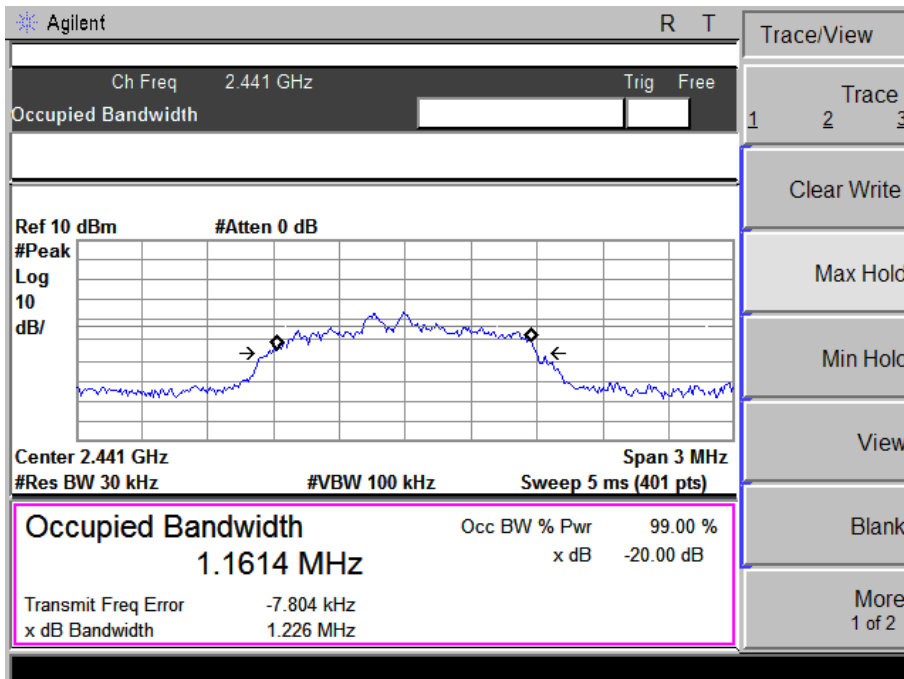 Agilent R T
Ch Freq 2.441 GHz Trig Free
Occupied Bandwidth
Ref 10 dBm #Atten 0 dB
#Peak
Log
10
dB/
Center 2.441 GHz Span 3 MHz
#Res BW 30 kHz #VBW 100 kHz Sweep 5 ms (401 pts)
Occupied Bandwidth Occ BW % Pwr 99.00 %
1.1614 MHz x dB -20.00 dB
Transmit Freq Error -7.804 kHz
x dB Bandwidth 1.226 MHz
Trace/View
Trace
1 2 3
Clear Write
Max Hold
Min Hold
View
Blank
More
1 of 2